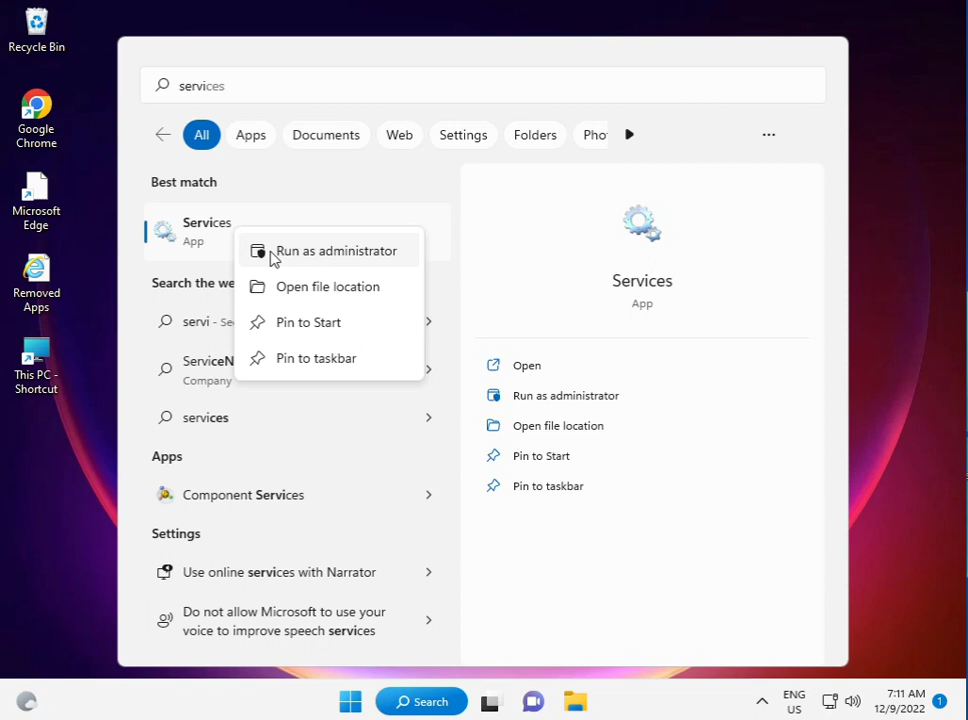 Recycle Bin
Google
Chrome
Microsoft
Edge
Removed
Apps
This PC -
Shortcut
services
All
Apps
Documents
Web
Settings
Folders
Pho
Best match
Services
App
Run as administrator
Open file location
Pin to Start
Pin to taskbar
Search the we
servi - Se
ServiceN
Company
services
Apps
Component Services
Settings
Use online services with Narrator
Do not allow Microsoft to use your
voice to improve speech services
Services
App
Open
Run as administrator
Open file location
Pin to Start
Pin to taskbar
Search
ENG
US
7:11 AM
12/9/2022
1